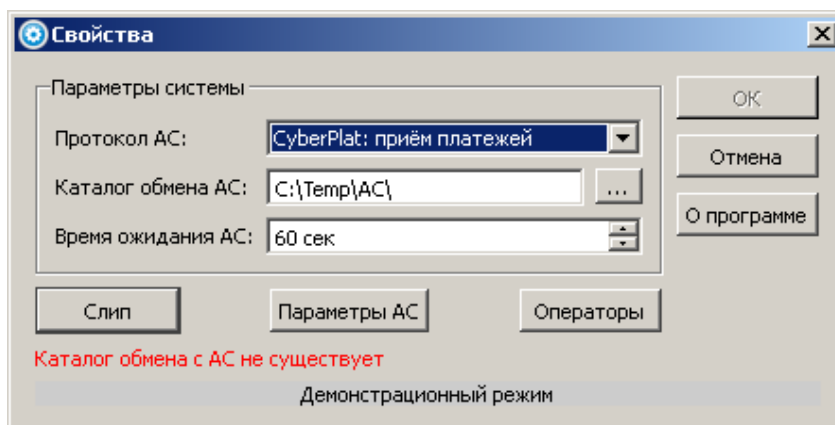 Свойства
Параметры системы
ОК
Протокол АС: CyberPlat: приём платежей
Отмена
Каталог обмена АС: C:\Temp\AC\ ...
О программе
Время ожидания АС: 60 сек
Слип Параметры АС Операторы
Каталог обмена с АС не существует
Демонстрационный режим